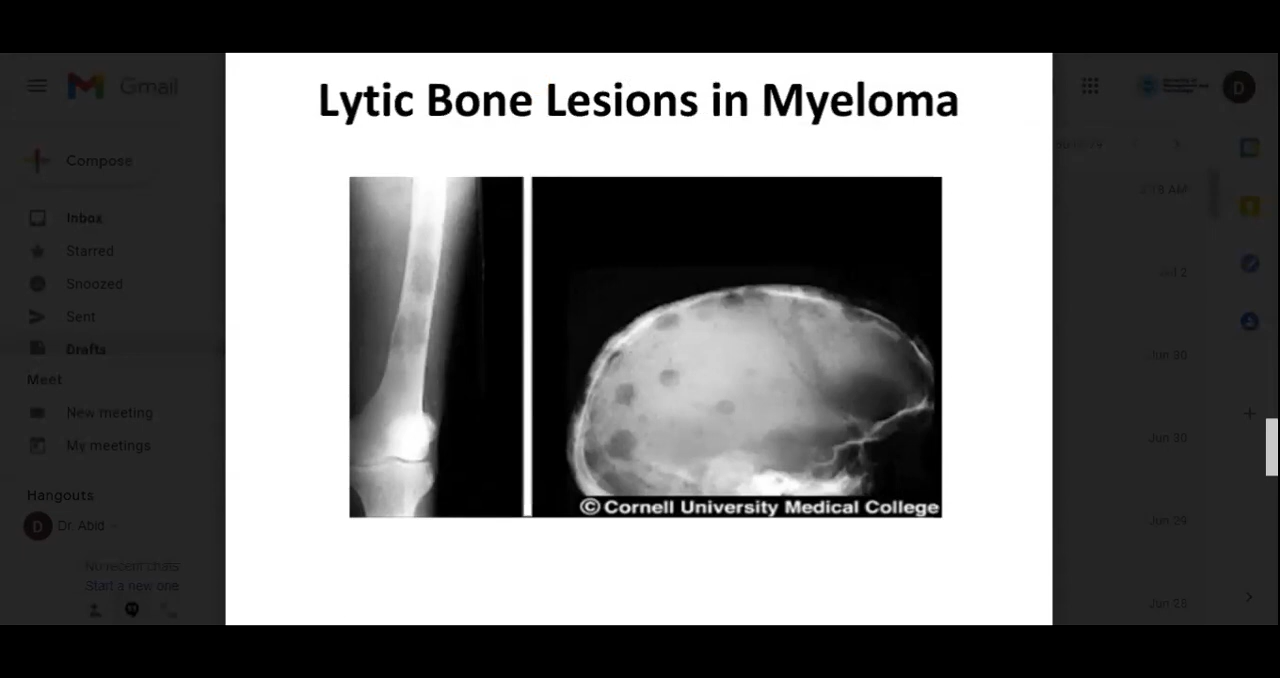 Lytic Bone Lesions in Myeloma
Gmail
D
Compose
Inbox
Starred
Snoozed
Sent
Drafts
Meet
New meeting
My meetings
Hangouts
D
Dr. Abid
No recent chats
Start a new one
Jul 2
Jun 30
Jun 30
Jun 29
Jun 28
© Cornell University Medical College